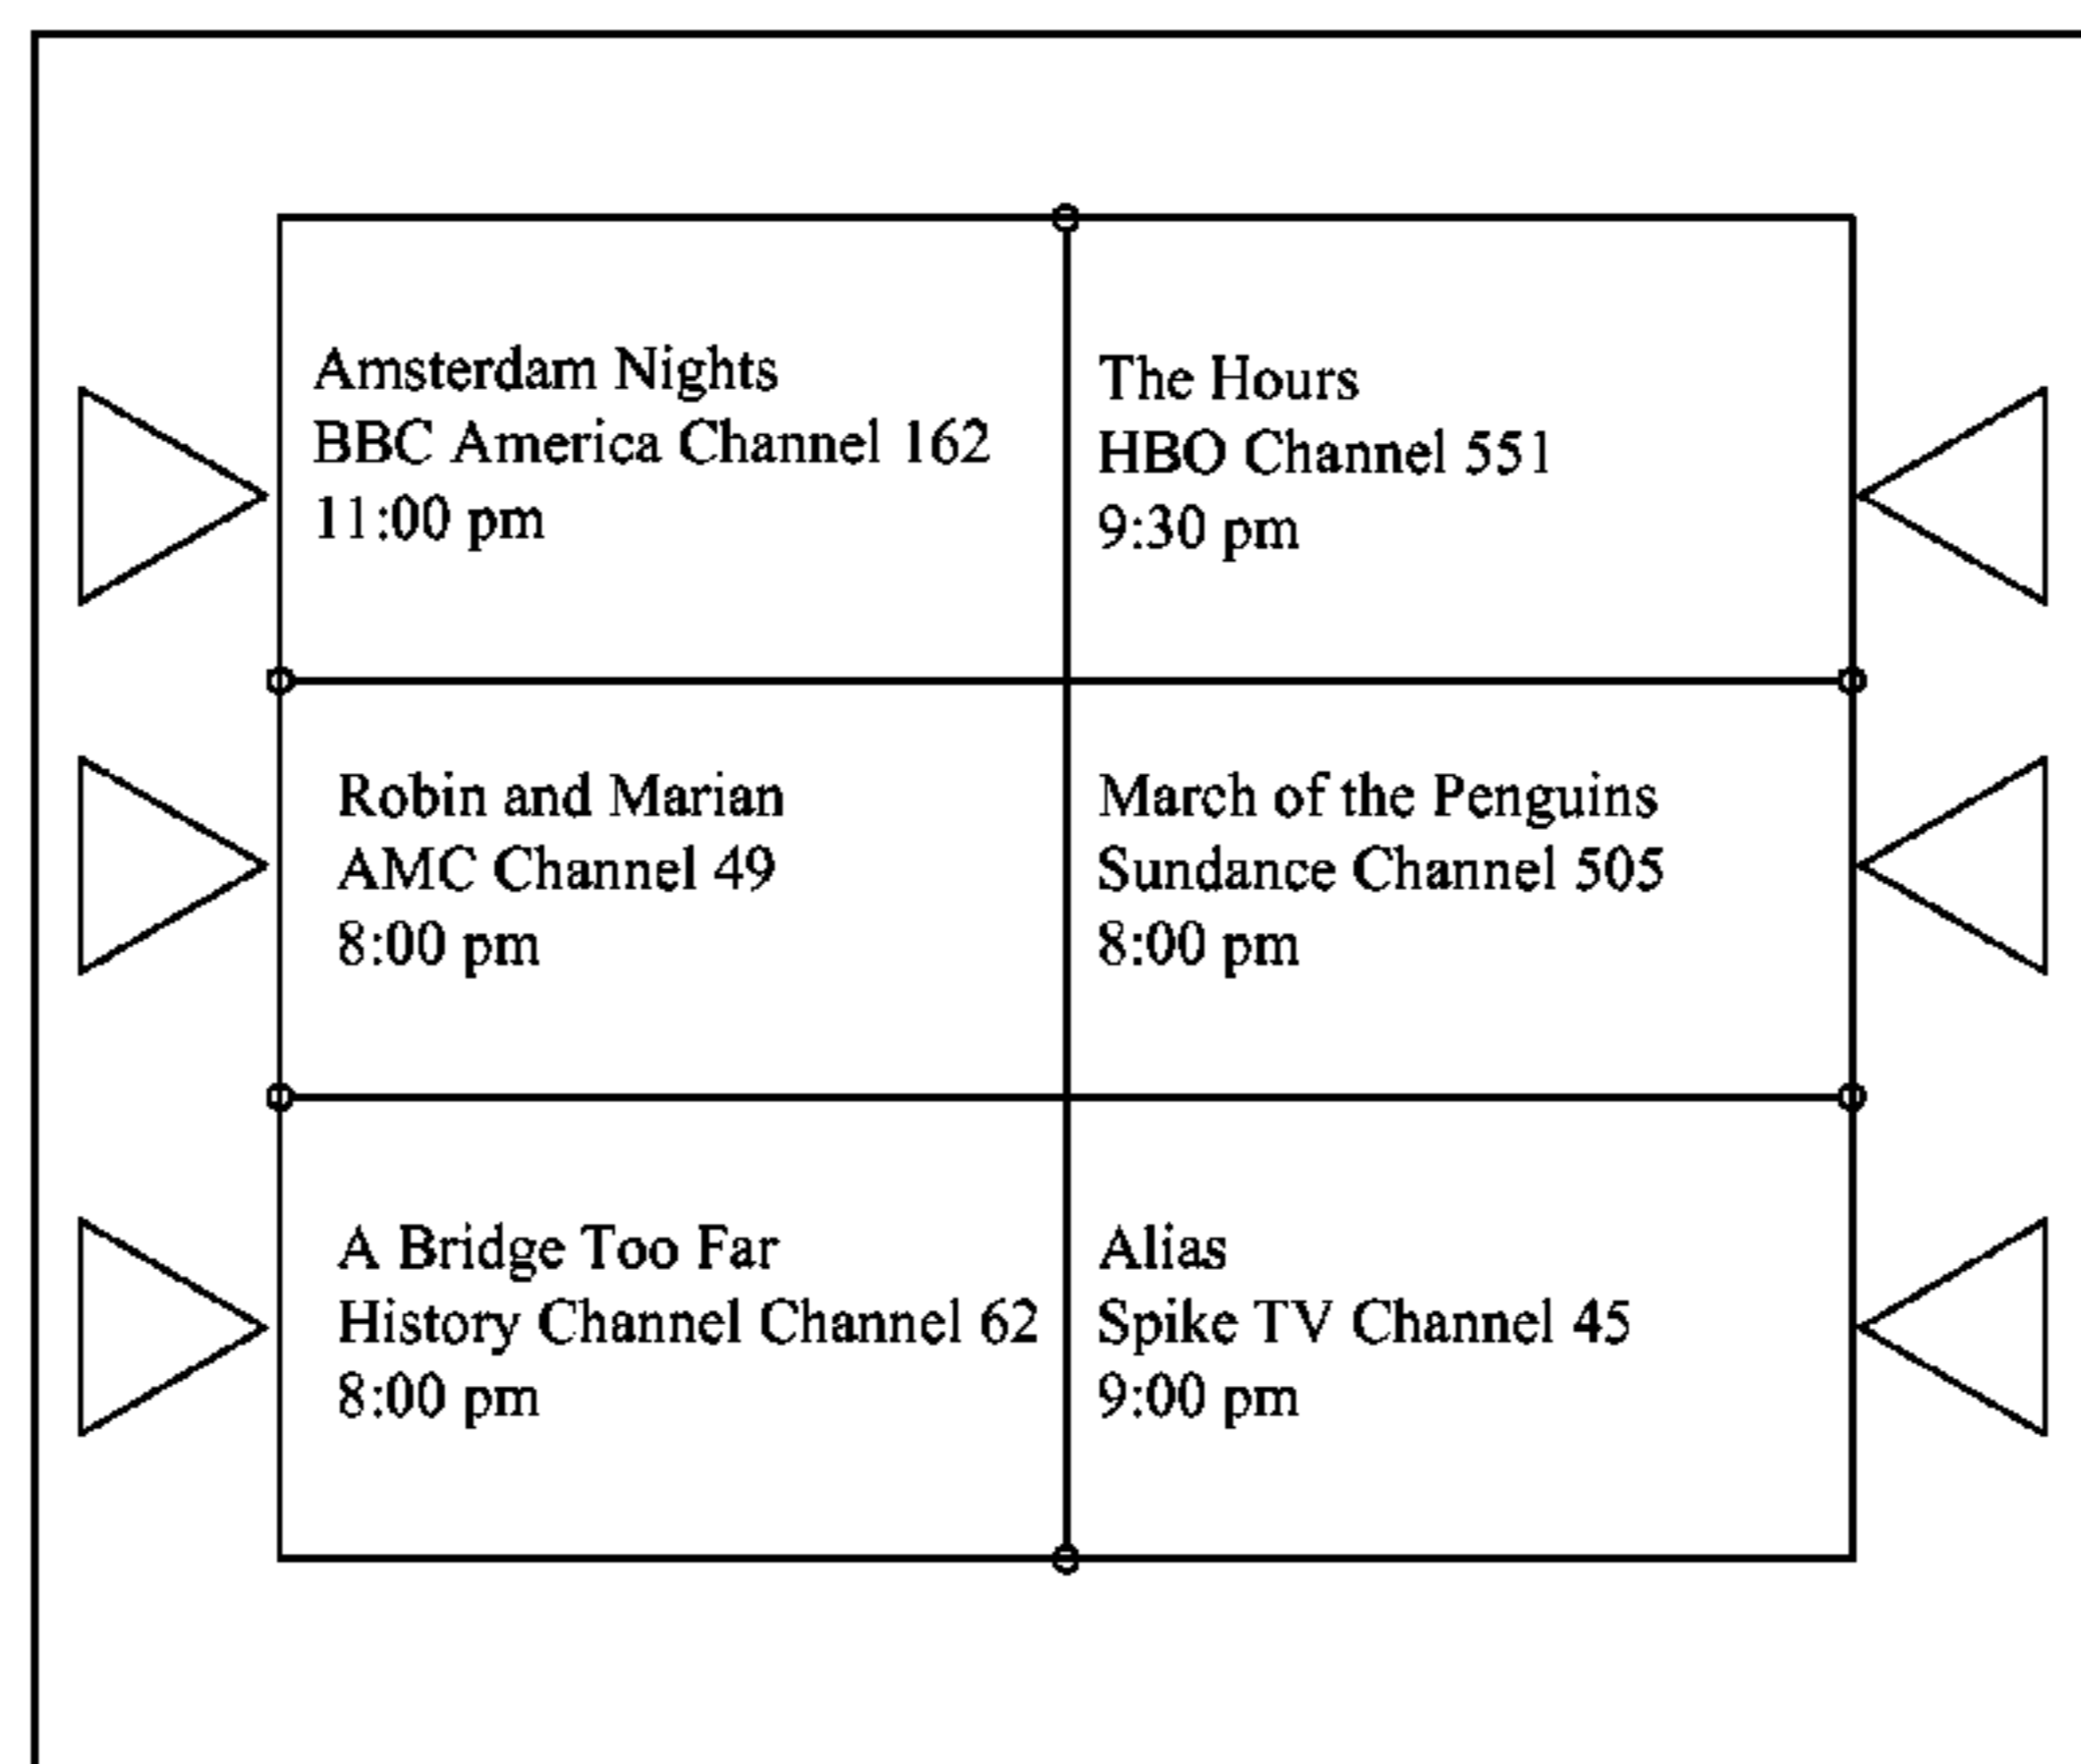 Amsterdam Nights
BBC America Channel 162
11:00 pm
The Hours
HBO Channel 551
9:30 pm
Robin and Marian
AMC Channel 49
8:00 pm
March of the Penguins
Sundance Channel 505
8:00 pm
A Bridge Too Far
History Channel Channel 62
8:00 pm
Alias
Spike TV Channel 45
9:00 pm